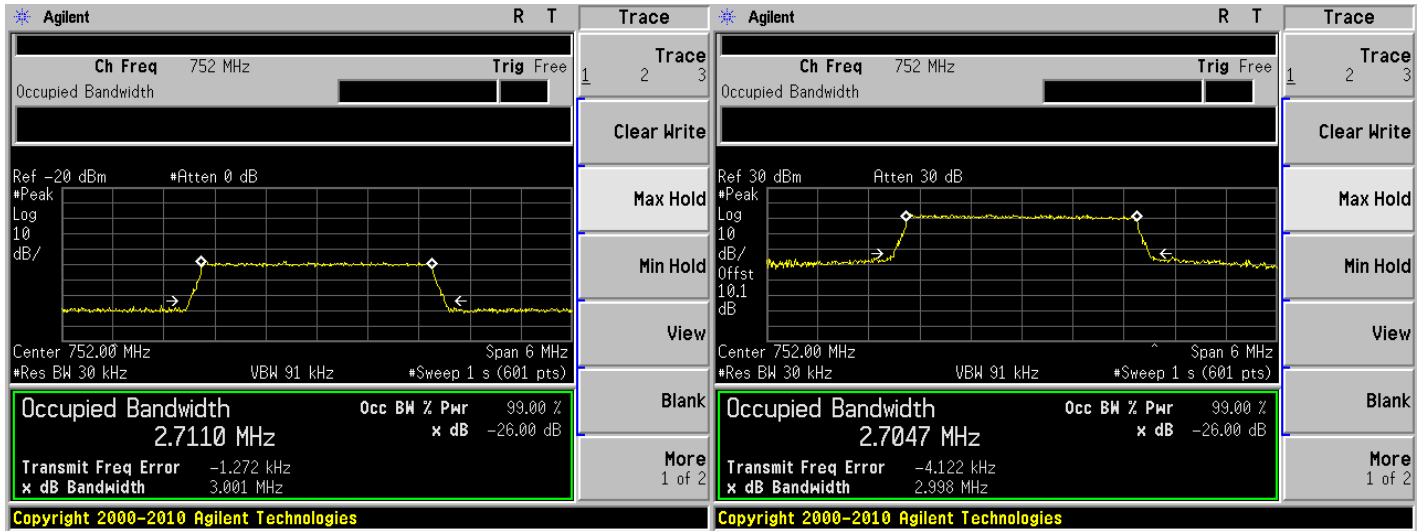 Agilent R T Trace
Ch Freq 752 MHz Trig Free
Occupied Bandwidth
Trace
1 2 3
Clear Write
Max Hold
Min Hold
View
Blank
More
1 of 2
Ref -20 dBm #Atten 0 dB
#Peak
Log
10
dB/
Center 752.00 MHz Span 6 MHz
#Res BW 30 kHz VBW 91 kHz #Sweep 1 s (601 pts)
Occupied Bandwidth Occ BW % Pwr 99.00 %
2.7110 MHz x dB -26.00 dB
Transmit Freq Error -1.272 kHz
x dB Bandwidth 3.001 MHz
Copyright 2000-2010 Agilent Technologies
Agilent R T Trace
Ch Freq 752 MHz Trig Free
Occupied Bandwidth
Trace
1 2 3
Clear Write
Max Hold
Min Hold
View
Blank
More
1 of 2
Ref 30 dBm Atten 30 dB
#Peak
Log
10
dB/
Offst
10.1
dB
Center 752.00 MHz Span 6 MHz
#Res BW 30 kHz VBW 91 kHz #Sweep 1 s (601 pts)
Occupied Bandwidth Occ BW % Pwr 99.00 %
2.7047 MHz x dB -26.00 dB
Transmit Freq Error -4.122 kHz
x dB Bandwidth 2.998 MHz
Copyright 2000-2010 Agilent Technologies